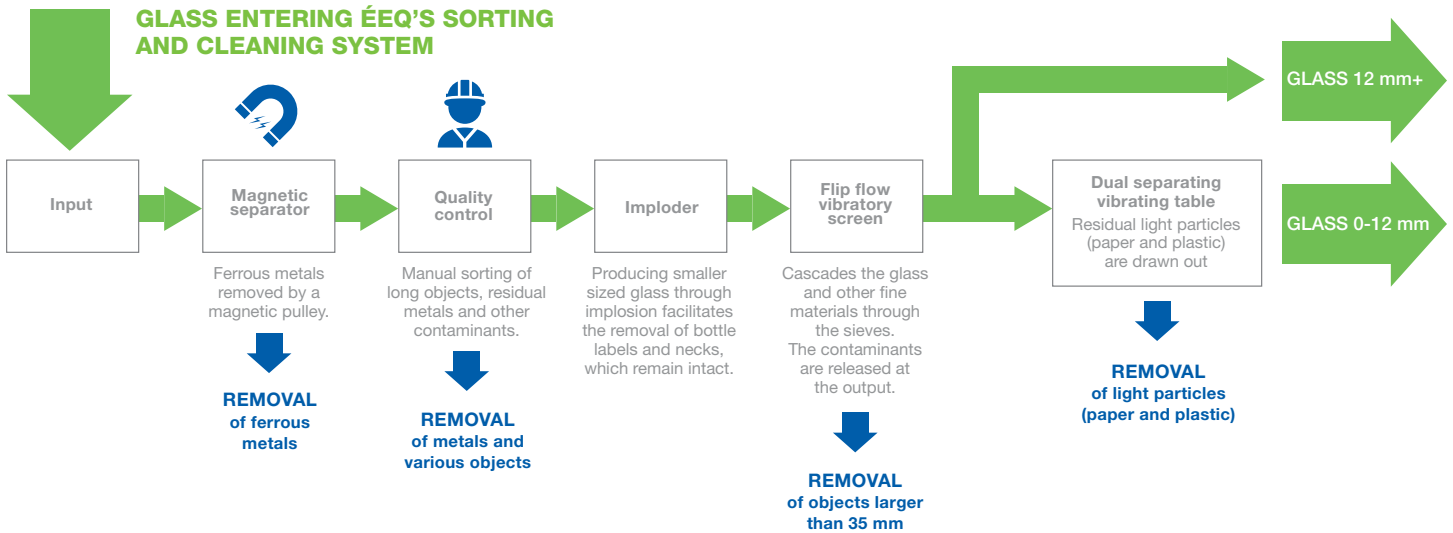 GLASS ENTERING ÉEQ’S SORTING
AND CLEANING SYSTEM
Input
Magnetic
separator
Ferrous metals
removed by a
magnetic pulley.
REMOVAL
of ferrous
metals
Quality
control
Manual sorting of
long objects, residual
metals and other
contaminants.
REMOVAL
of metals and
various objects
Imploder
Producing smaller
sized glass through
implosion facilitates
the removal of bottle
labels and necks,
which remain intact.
Flip flow
vibratory
screen
Cascades the glass
and other fine
materials through
the sieves.
The contaminants
are released at
the output.
REMOVAL
of objects larger
than 35 mm
Dual separating
vibrating table
Residual light particles
(paper and plastic)
are drawn out
REMOVAL
of light particles
(paper and plastic)
GLASS 12 mm+
GLASS 0-12 mm